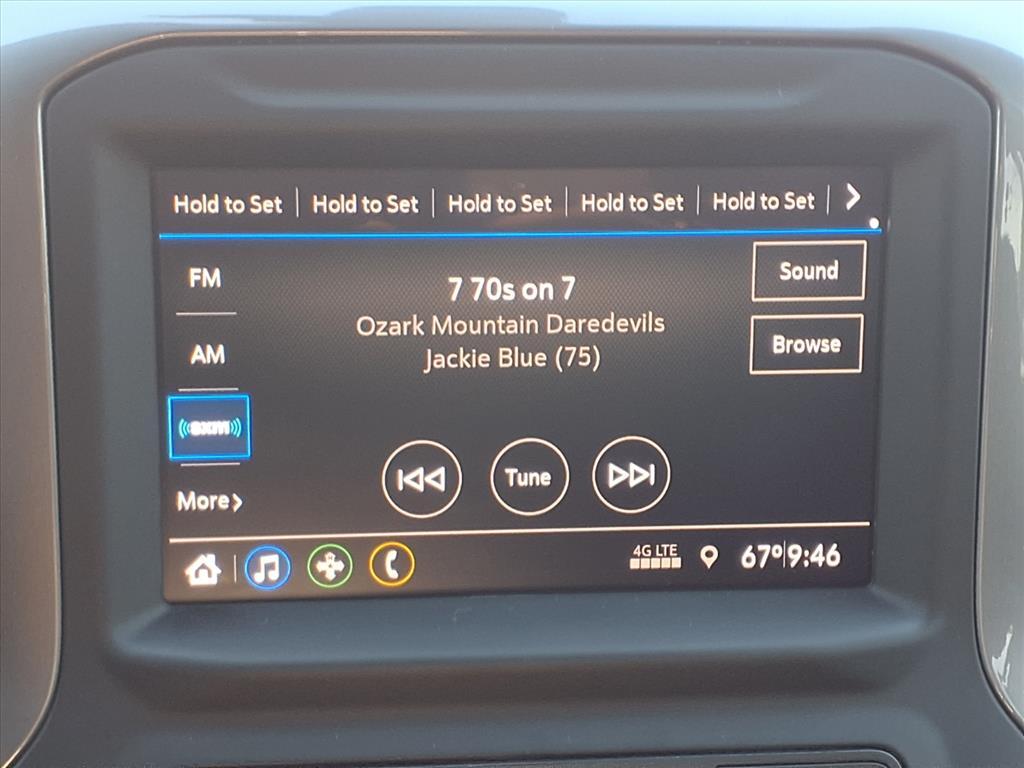 Hold to Set Hold to Set Hold to Set Hold to Set Hold to Set
FM
7 70s on 7
Sound
Ozark Mountain Daredevils
AM
Jackie Blue (75)
Browse
((SXM))
More
Tune
4G LTE
67° 9:46